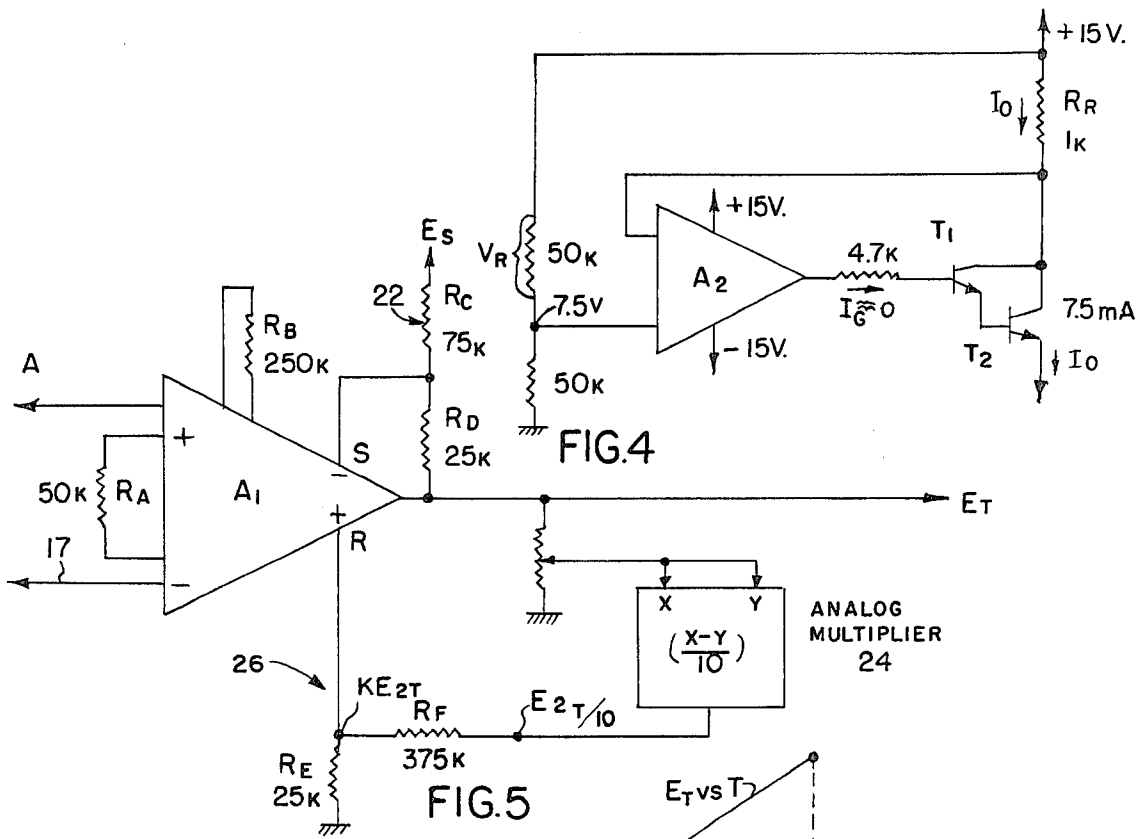 +15V.
I0
RR
1K
+15V.
A2
-15V.
VR
50K
7.5V
50K
4.7K
IG≈0
T1
T2
7.5mA
I0
FIG.4
ES
22
RC
75K
RB
250K
A
S
RD
25K
-
+
50K
RA
A1
+
R
17
-
ET
X
Y
(X-Y/10)
ANALOG
MULTIPLIER
24
26
KE2T
RF
375K
E2T/10
RE
25K
FIG.5
ET vs T